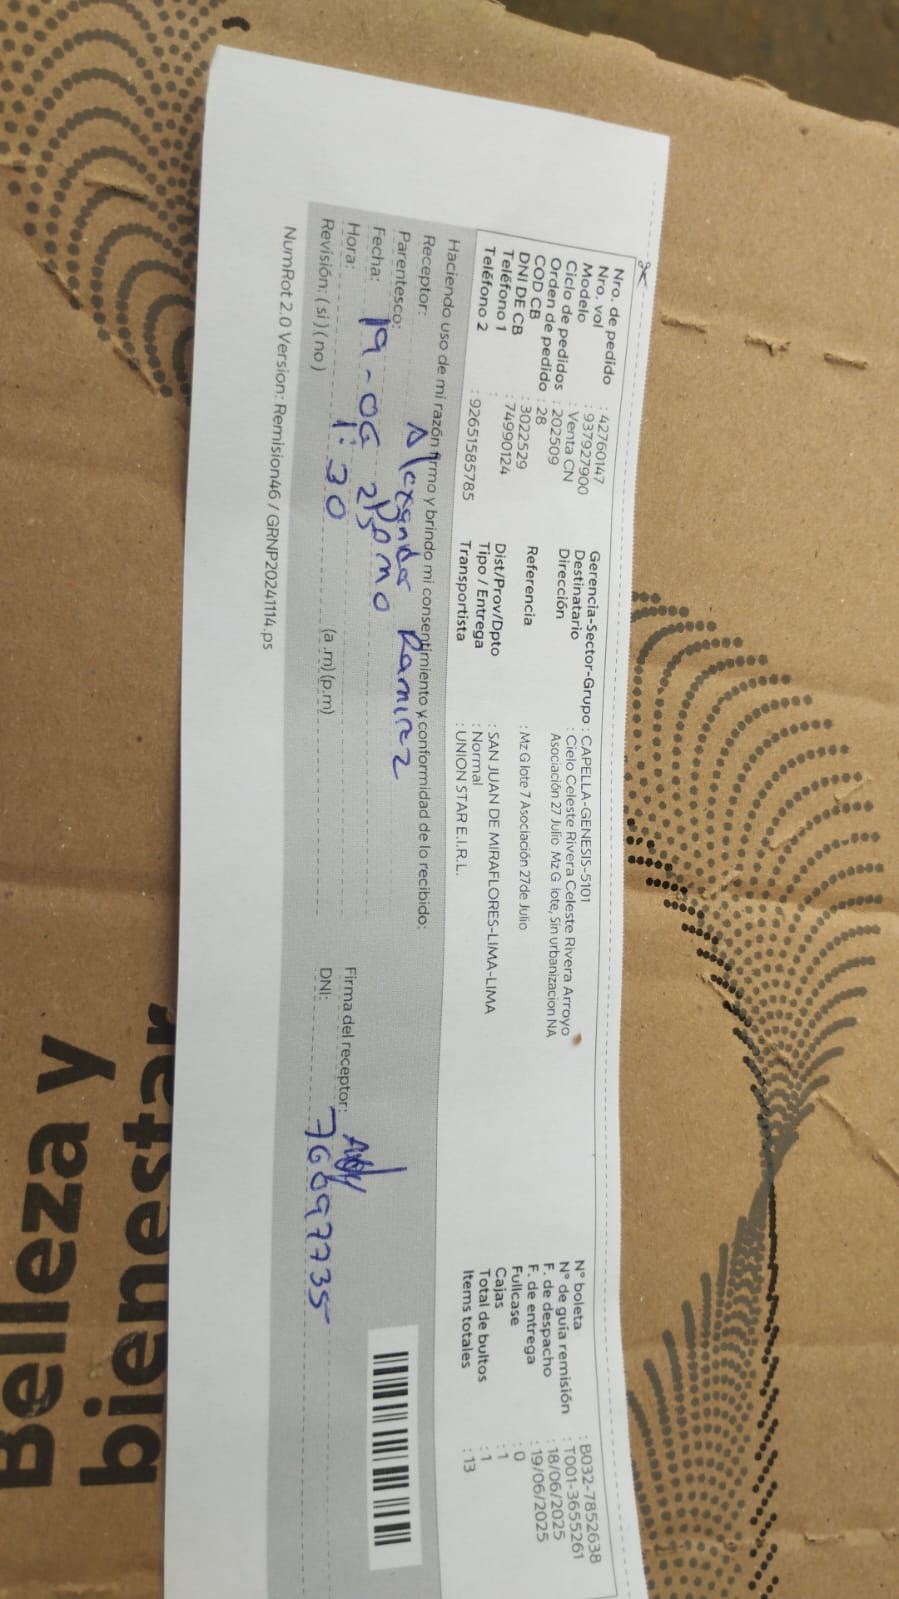 Nro. de pedido : 42760147
Nro. vol : 937927900
Modelo : Venta CN
Ciclo de pedidos : 202509
Orden de pedido : 28
COD CB : 3022529
DNI DE CB : 74990124
Teléfono 1 :
Teléfono 2 : 92651585785
Gerencia-Sector-Grupo : CAPELLA-GENESIS-5101
Destinatario : Cielo Celeste Rivera Celeste Rivera Arroyo
Dirección Asociación 27 Julio Mz G lote, Sin urbanizacion NA
Referencia : Mz G lote 7 Asociación 27de Julio
Dist/Prov/Dpto : SAN JUAN DE MIRAFLORES-LIMA-LIMA
Tipo / Entrega : Normal
Transportista : UNION STAR E.I.R.L.
N° boleta : B032-7852638
N° de guía remisión : T001-3655261
F. de despacho : 18/06/2025
F. de entrega : 19/06/2025
Fullcase : 0
Cajas : 1
Total de bultos : 1
Items totales : 13
Haciendo uso de mi razón firmo y brindo mi consentimiento y conformidad de lo recibido:
Receptor: Alexander Ramirez
Parentesco:
Fecha: 19-06
Hora: 1:30 (a.m)(p.m)
Revisión: (si)(no)
Firma del receptor:
DNI: 76097735
NumRot 2.0 Version: Remision46 / GRNP20241114.ps
Belleza y
bienestar